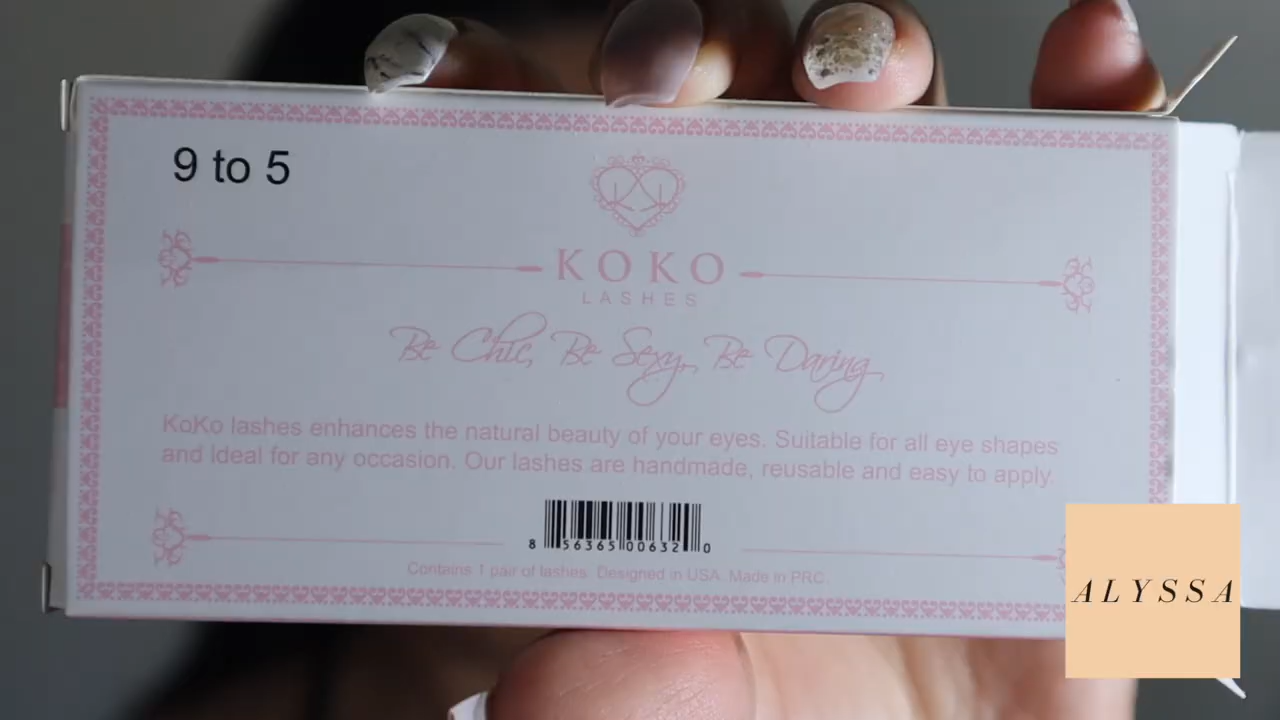 9 to 5
KOKO
LASHES
Be Chic, Be Sexy, Be Daring
KoKo lashes enhances the natural beauty of your eyes. Suitable for all eye shapes
and Ideal for any occasion. Our lashes are handmade, reusable and easy to apply.
8 56365 00632 0
Contains 1 pair of lashes. Designed in USA. Made in PRC.
ALYSSA